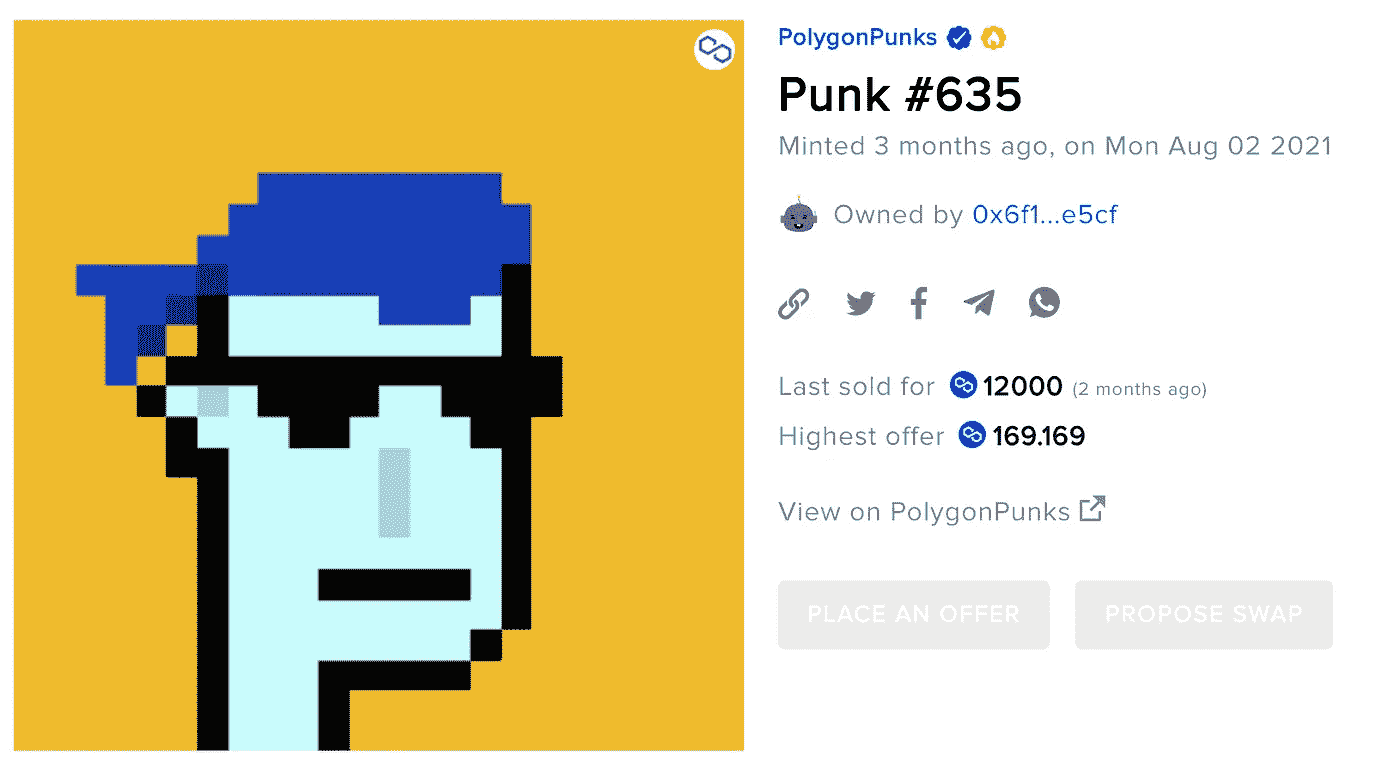 PolygonPunks
Punk #635
Minted 3 months ago, on Mon Aug 02 2021
Owned by 0x6f1...e5cf
Last sold for 12000 (2 months ago)
Highest offer 169.169
View on PolygonPunks
PLACE AN OFFER PROPOSE SWAP